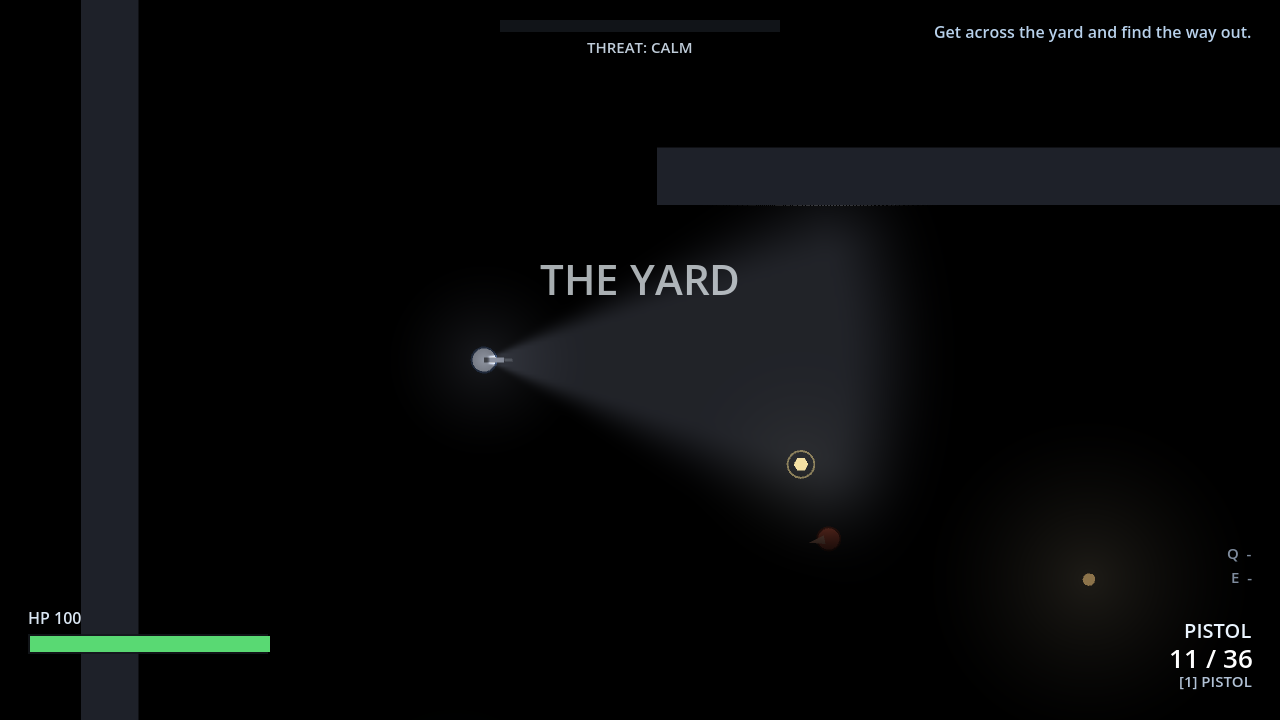 THREAT: CALM
Get across the yard and find the way out.
THE YARD
Q -
E -
HP 100
PISTOL
11 / 36
[1] PISTOL